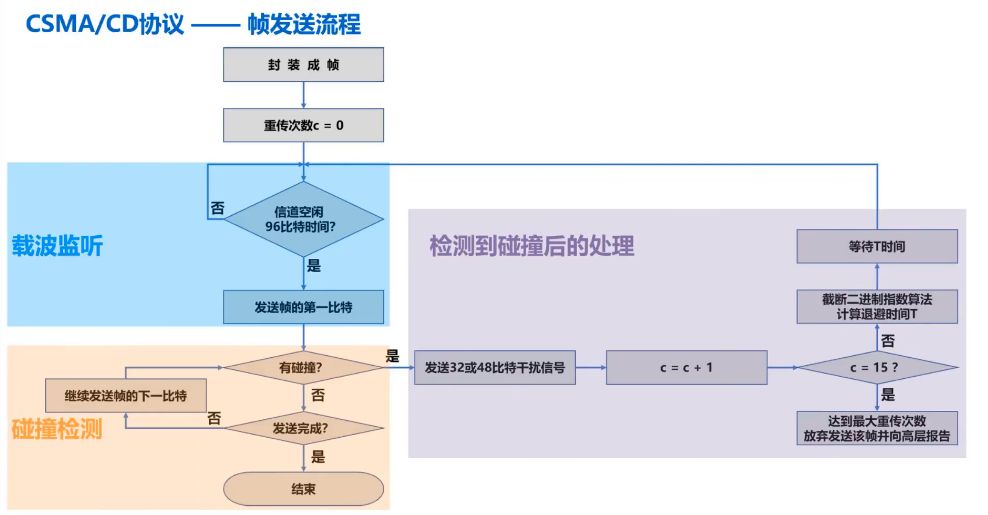 CSMA/CD协议 —— 帧发送流程
封 装 成 帧
重传次数c = 0
否
信道空闲
96比特时间?
载波监听
是
发送帧的第一比特
检测到碰撞后的处理
等待T时间
截断二进制指数算法
计算退避时间T
否
有碰撞?
是
发送32或48比特干扰信号
c = c + 1
c = 15 ?
是
达到最大重传次数
放弃发送该帧并向高层报告
继续发送帧的下一比特
否
碰撞检测
否
发送完成?
是
结束